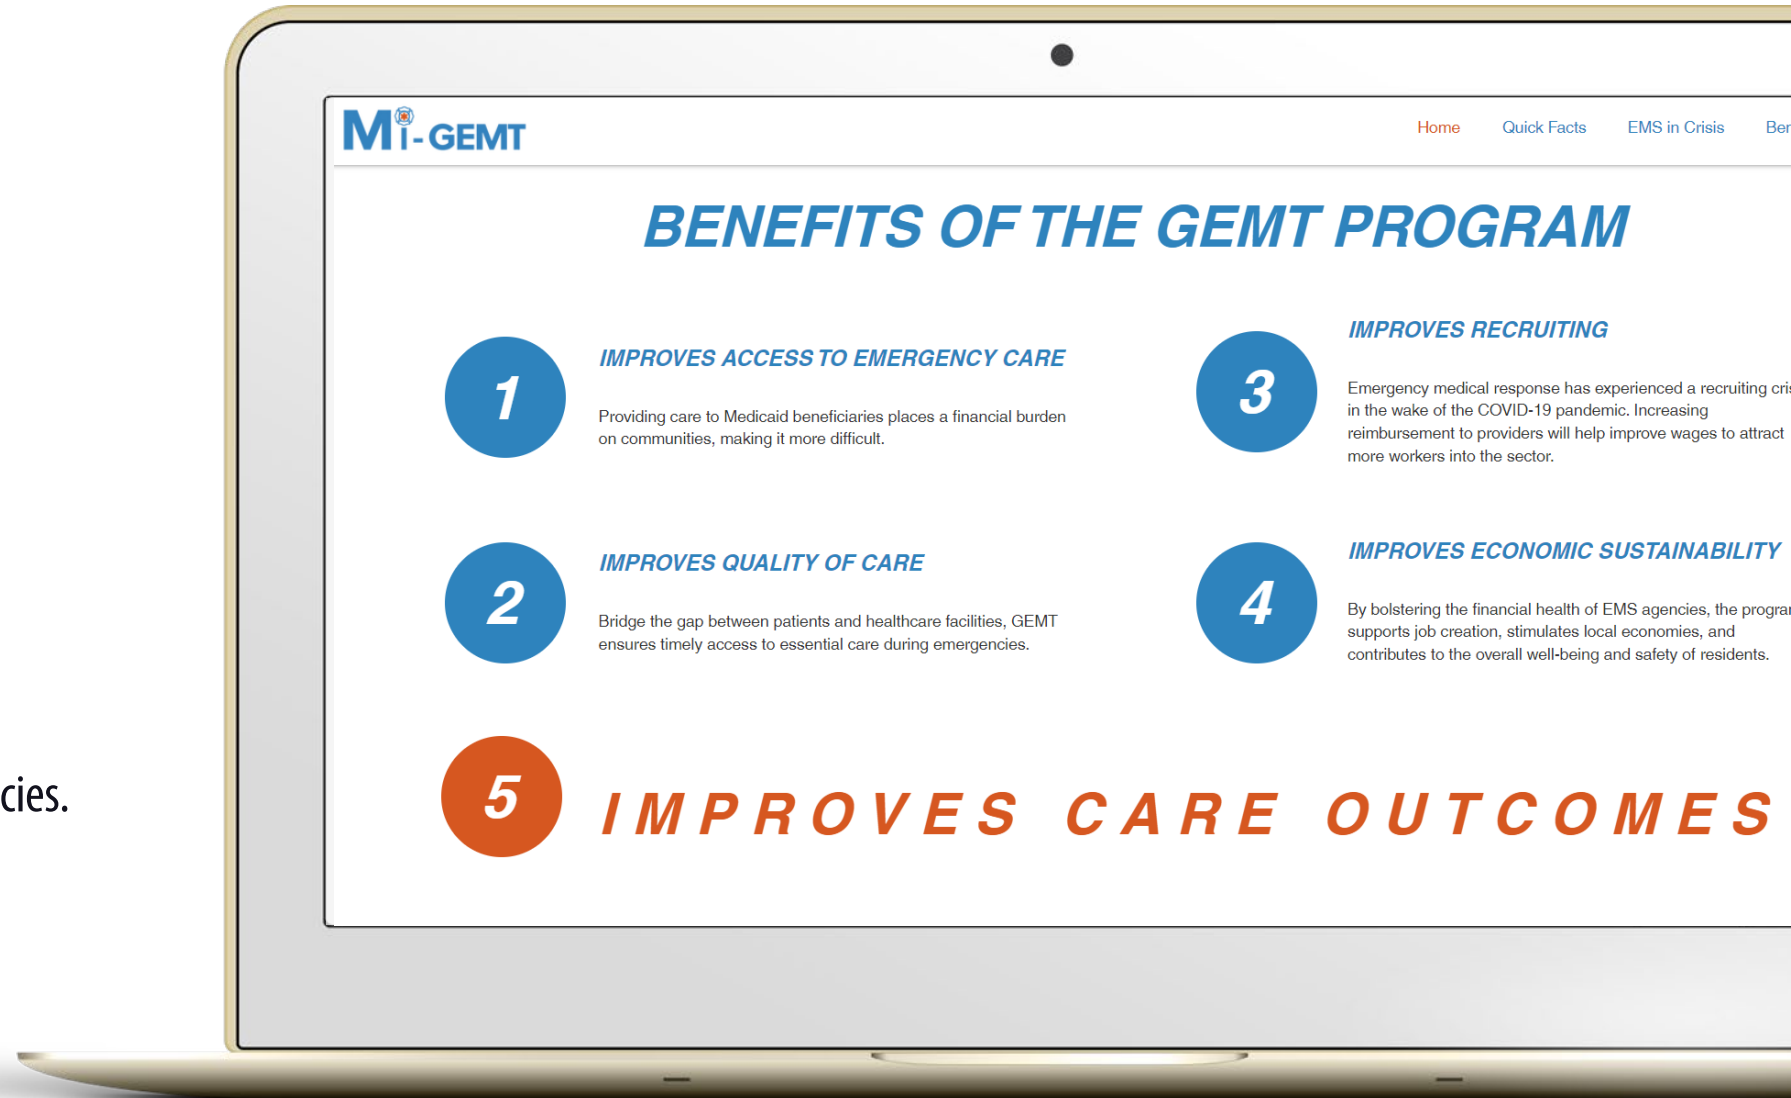 Mi-GEMT
Home Quick Facts EMS in Crisis
BENEFITS OF THE GEMT PROGRAM
1
IMPROVES ACCESS TO EMERGENCY CARE
Providing care to Medicaid beneficiaries places a financial burden
on communities, making it more difficult.
2
IMPROVES QUALITY OF CARE
Bridge the gap between patients and healthcare facilities, GEMT
ensures timely access to essential care during emergencies.
3
IMPROVES RECRUITING
Emergency medical response has experienced a recruiting
in the wake of the COVID-19 pandemic. Increasing
reimbursement to providers will help improve wages to attract
more workers into the sector.
4
IMPROVES ECONOMIC SUSTAINABILITY
By bolstering the financial health of EMS agencies, the
supports job creation, stimulates local economies, and
contributes to the overall well-being and safety of residents.
5
IMPROVES CARE OUTCOMES
cies.